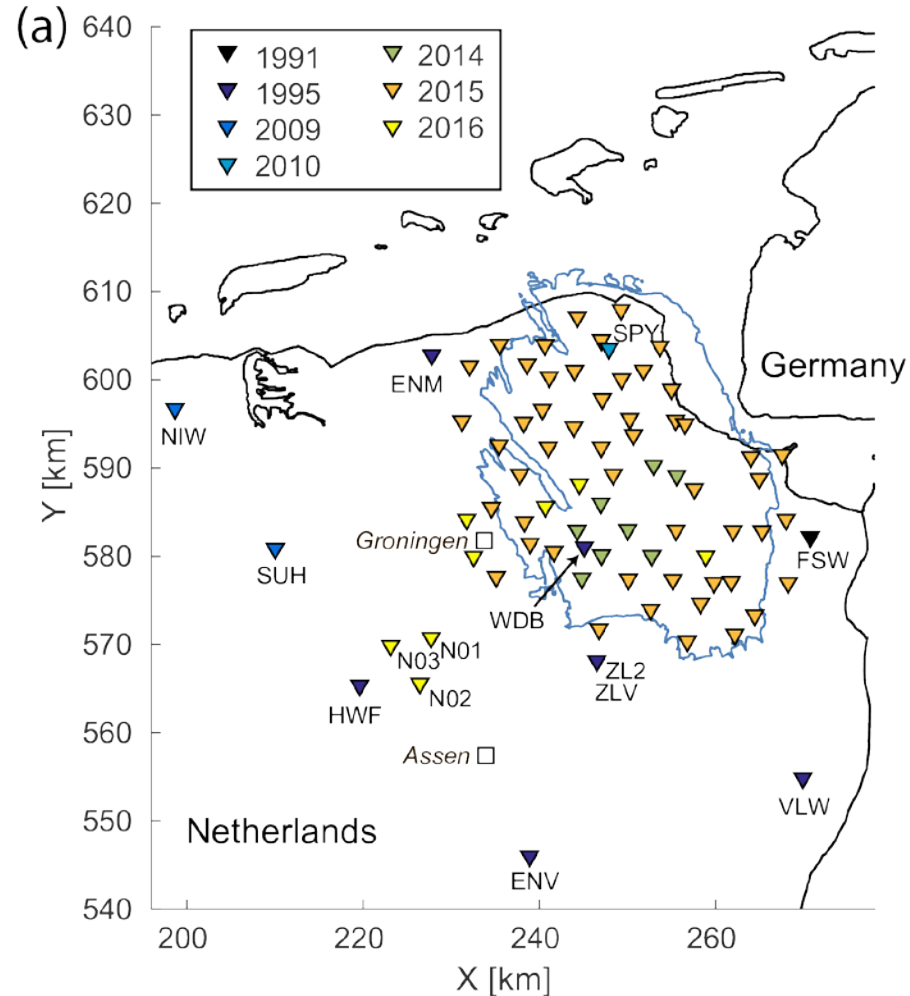 (a)
640
630
620
610
600
590
580
570
560
550
540
Y [km]
1991
1995
2009
2010
2014
2015
2016
SPY
Germany
ENM
NIW
Groningen
FSW
SUH
WDB
N01
N03
ZL2
ZLV
N02
HWF
Assen
VLW
Netherlands
ENV
200
220
240
260
X [km]